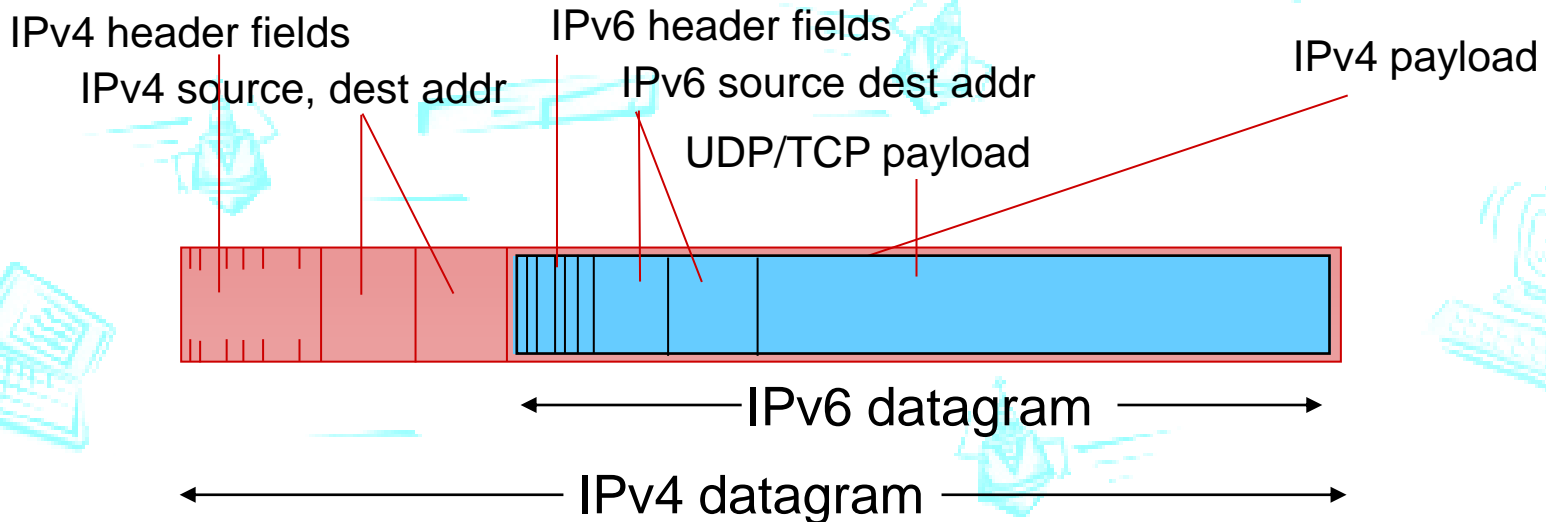 IPv4 header fields
IPv4 source, dest addr
IPv6 header fields
IPv6 source dest addr
UDP/TCP payload
IPv4 payload
IPv6 datagram
IPv4 datagram